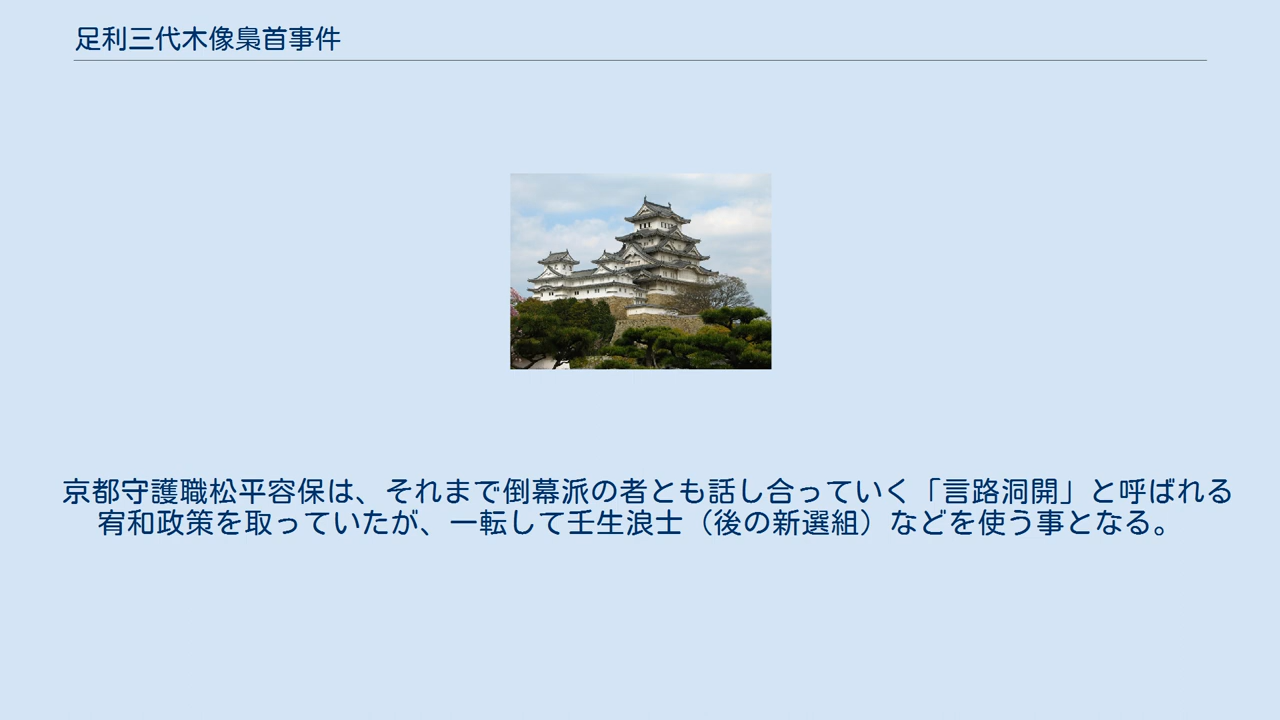 足利三代木像梟首事件
京都守護職松平容保は、それまで倒幕派の者とも話し合っていく「言路洞開」と呼ばれる
宥和政策を取っていたが、一転して壬生浪士（後の新選組）などを使う事となる。